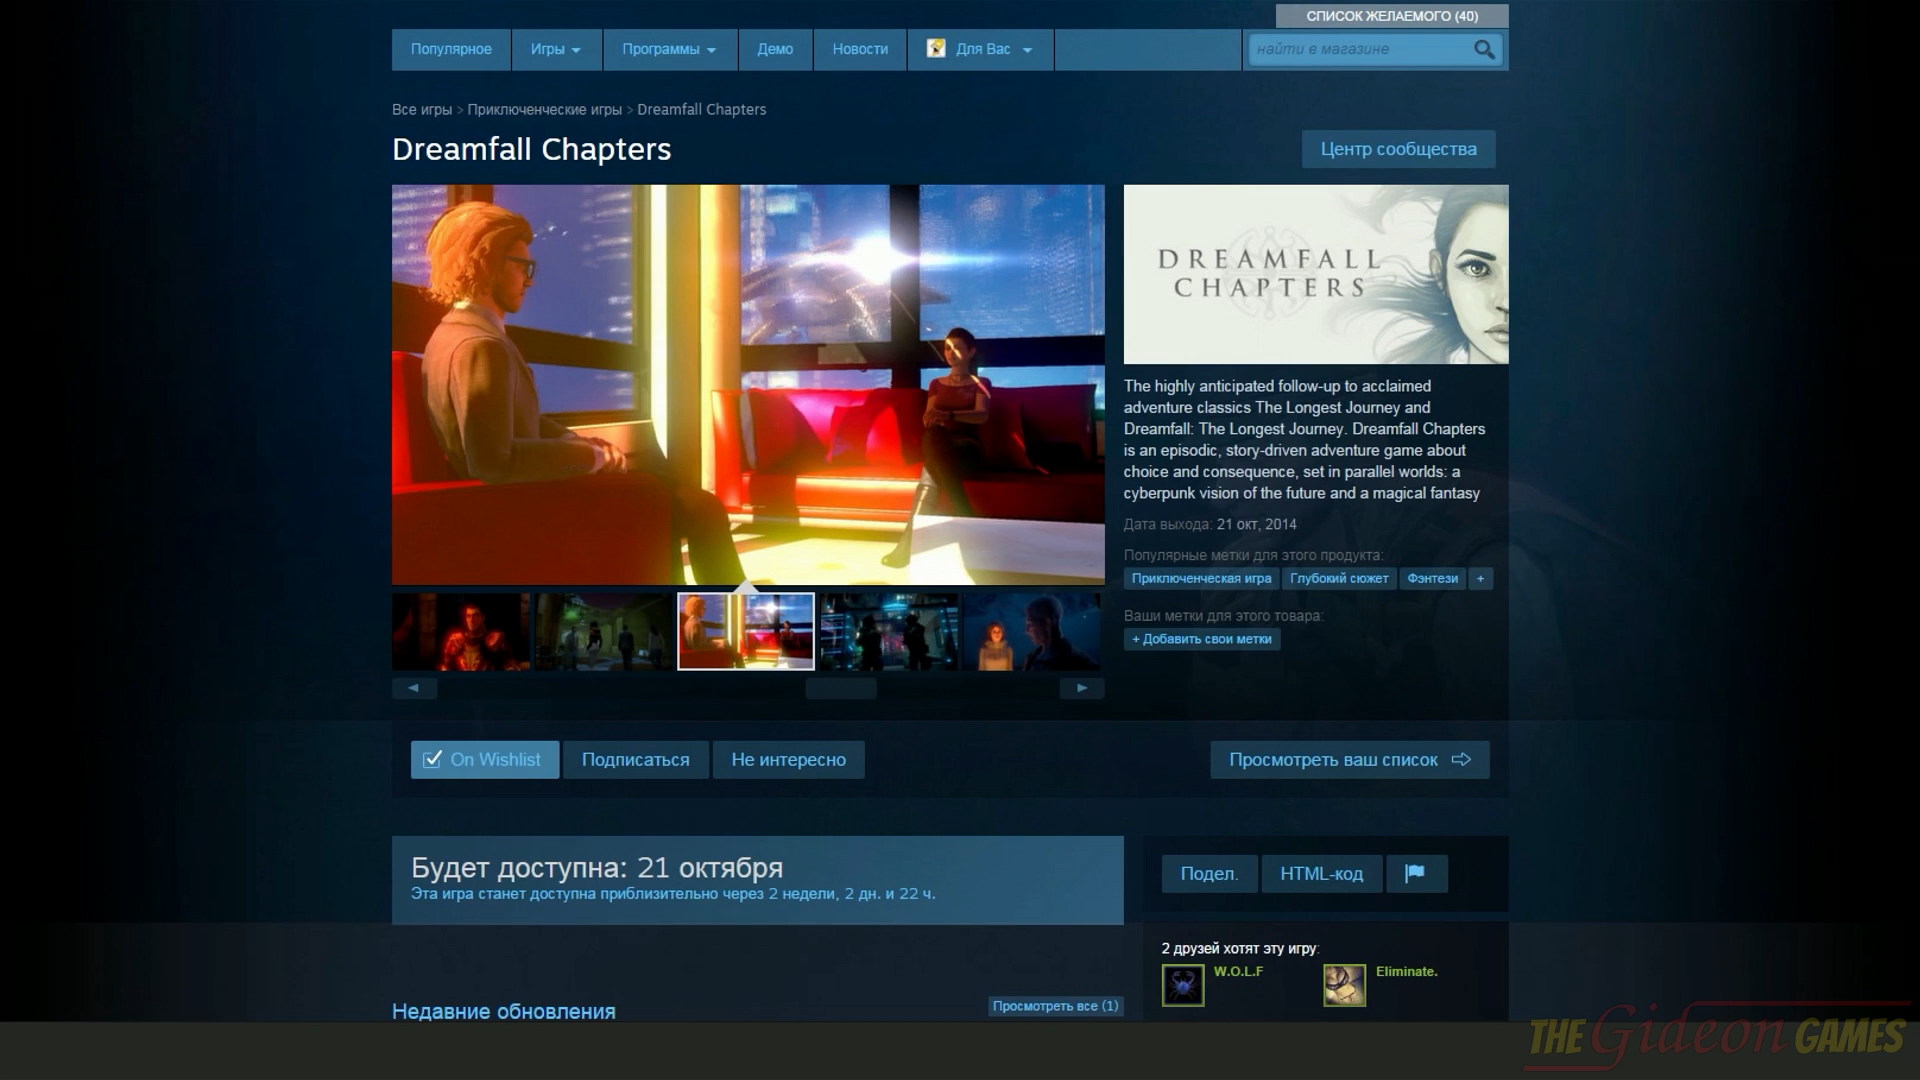 СПИСОК ЖЕЛАЕМОГО (40)
Популярное Игры Программы Демо Новости Для Вас найти в магазине
Все игры > Приключенческие игры > Dreamfall Chapters
Dreamfall Chapters
Центр сообщества
DREAMFALL
CHAPTERS
The highly anticipated follow-up to acclaimed
adventure classics The Longest Journey and
Dreamfall: The Longest Journey. Dreamfall Chapters
is an episodic, story-driven adventure game about
choice and consequence, set in parallel worlds: a
cyberpunk vision of the future and a magical fantasy
Дата выхода: 21 окт, 2014
Популярные метки для этого продукта:
Приключенческая игра Глубокий сюжет Фэнтези +
Ваши метки для этого товара:
+ Добавить свои метки
On Wishlist Подписаться Не интересно Просмотреть ваш список
Будет доступна: 21 октября
Эта игра станет доступна приблизительно через 2 недели, 2 дн. и 22 ч.
Подел. HTML-код
2 друзей хотят эту игру:
W.O.L.F Eliminate.
Недавние обновления
Просмотреть все (1)
THE Gideon GAMES